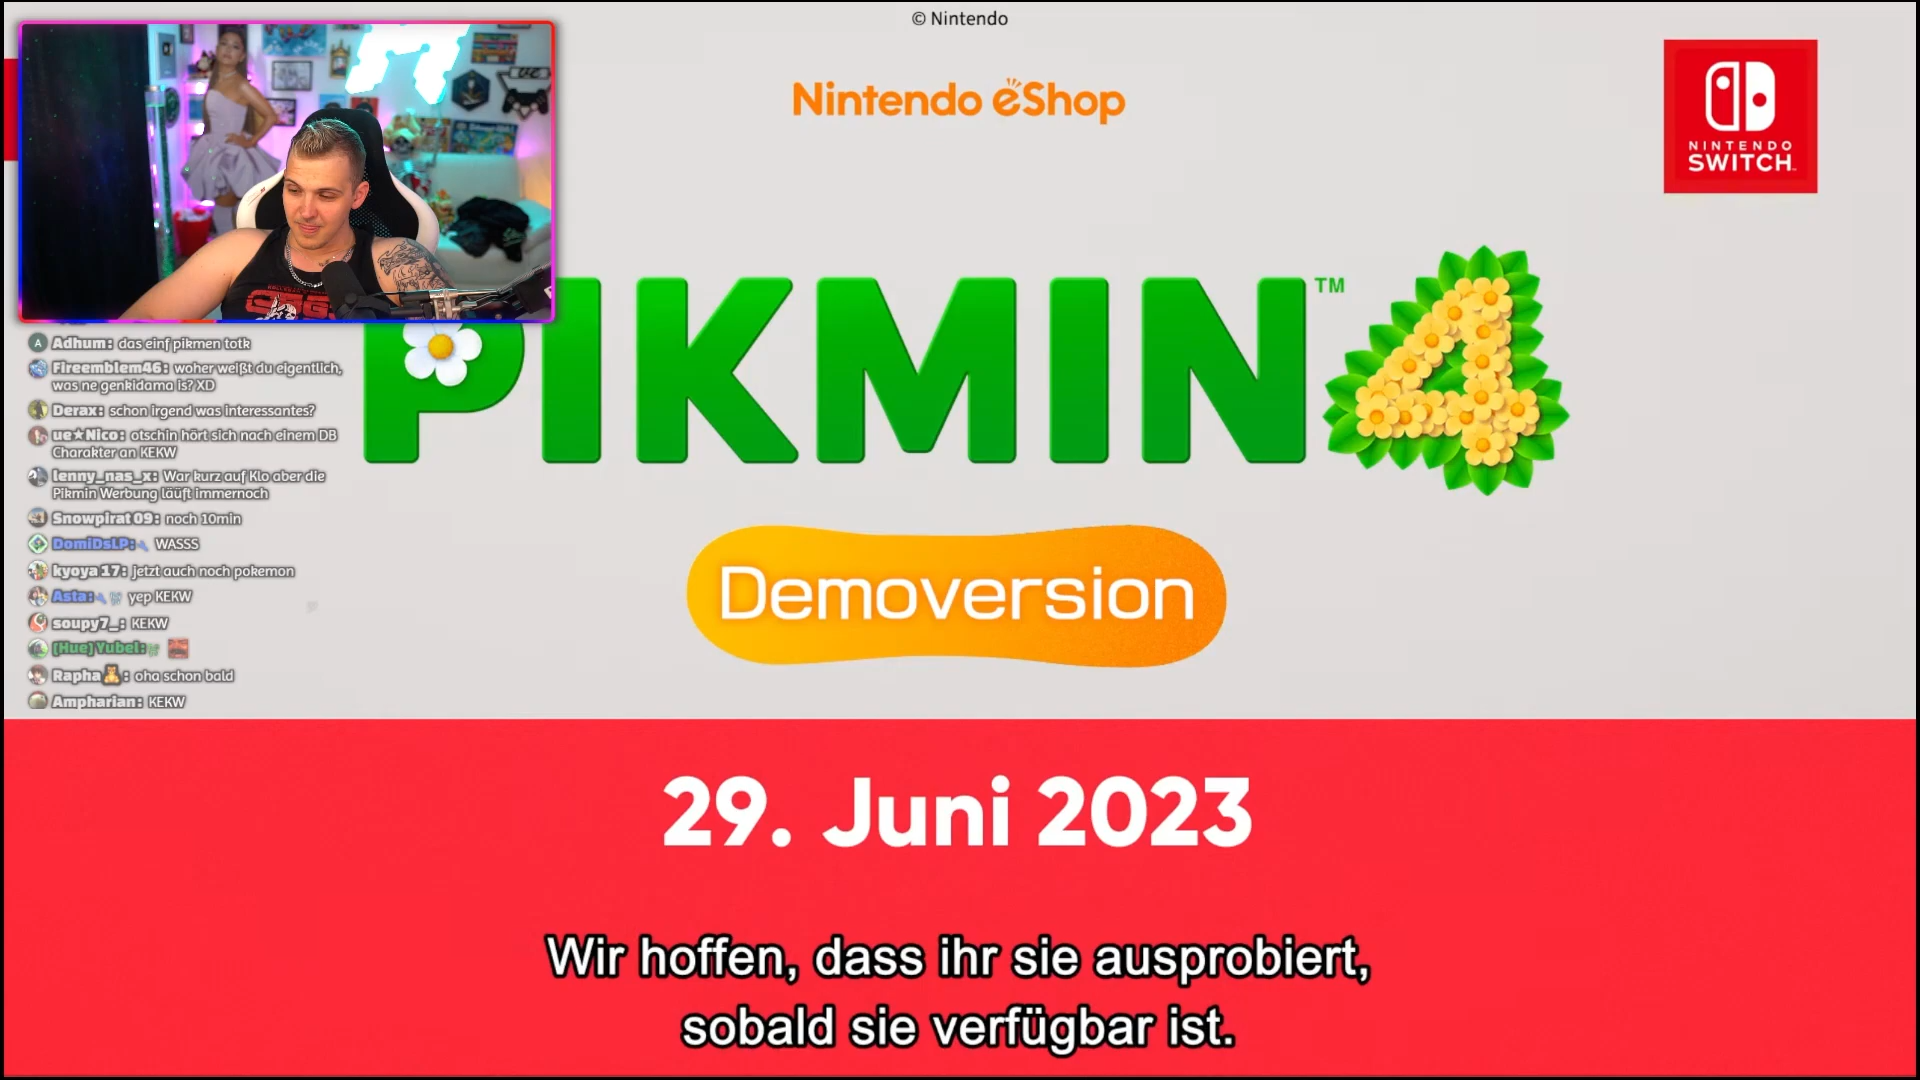 © Nintendo
Nintendo eShop
NINTENDO
SWITCH
PIKMIN™ 4
Demoversion
29. Juni 2023
Wir hoffen, dass ihr sie ausprobiert,
sobald sie verfügbar ist.
Adhum: das einf pikmen totk
Fireemblem46: woher weißt du eigentlich,
was ne genkidama is? XD
Derax: schon irgend was interessantes?
ue★Nico: otschin hört sich nach einem DB
Charakter an KEKW
lenny_nas_x: War kurz auf Klo aber die
Pikmin Werbung läüft immernoch
Snowpirat09: noch 10min
DomiDsLP: WASSS
kyoya17: jetzt auch noch pokemon
Asta: yep KEKW
soupy7_: KEKW
[Hue]Yubel:
Rapha: oha schon bald
Ampharian: KEKW